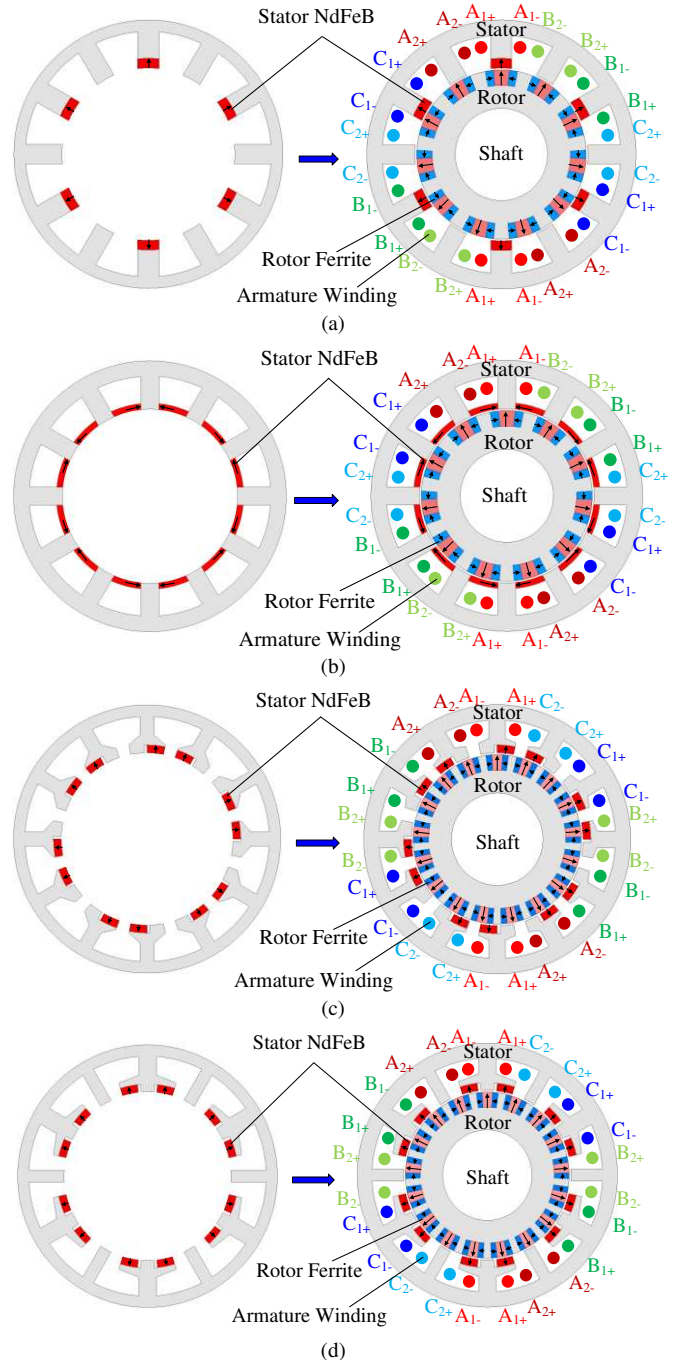 Stator NdFeB
A2- A1+ A1- B2-
A2+ Stator B2+
C1+ B1-
C1- Rotor B1+
C2+ C2+
Shaft
C2- C2-
B1- C1+
B1+ C1-
Rotor Ferrite
B2- A2-
Armature Winding
B2+ A1+ A1- A2+
(a)
Stator NdFeB
A2- A1+ A1- B2-
A2+ Stator B2+
C1+ B1-
C1- Rotor B1+
C2+ C2+
Shaft
C2- C2-
B1- C1+
B1+ C1-
Rotor Ferrite
B2- A2-
Armature Winding
B2+ A1+ A1- A2+
(b)
Stator NdFeB
A2- A1- A1+ C2-
A2+ Stator C2+
B1- C1+
B1+ Rotor C1-
B2+ B2+
Shaft
B2- B2-
C1+ B1-
C1- B1+
Rotor Ferrite
C2- A2-
Armature Winding
C2+ A1- A1+ A2+
(c)
Stator NdFeB
A2- A1- A1+ C2-
A2+ Stator C2+
B1- C1+
B1+ Rotor C1-
B2+ B2+
Shaft
B2- B2-
C1+ B1-
C1- B1+
Rotor Ferrite
C2- A2-
Armature Winding
C2+ A1- A1+ A2+
(d)